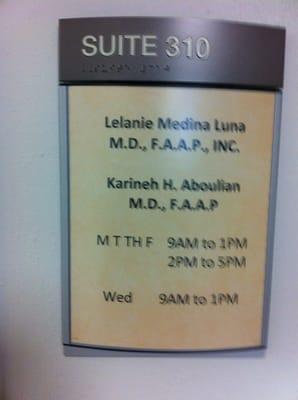 SUITE 310
Lelanie Medina Luna
M.D., F.A.A.P., INC.
Karineh H. Aboulian
M.D., F.A.A.P
M T TH F 9AM to 1PM
2PM to 5PM
Wed 9AM to 1PM